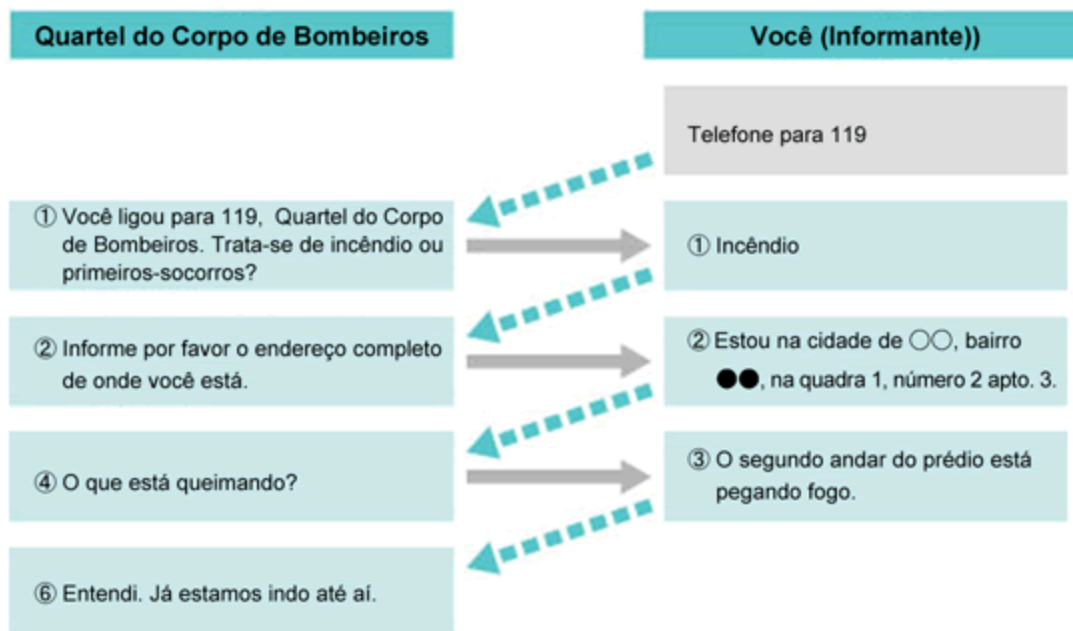 Quartel do Corpo de Bombeiros
Você (Informante))
Telefone para 119
① Você ligou para 119, Quartel do Corpo
de Bombeiros. Trata-se de incêndio ou
primeiros-socorros?
① Incêndio
② Informe por favor o endereço completo
de onde você está.
② Estou na cidade de ○○, bairro
●●, na quadra 1, número 2 apto. 3.
④ O que está queimando?
③ O segundo andar do prédio está
pegando fogo.
⑥ Entendi. Já estamos indo até aí.